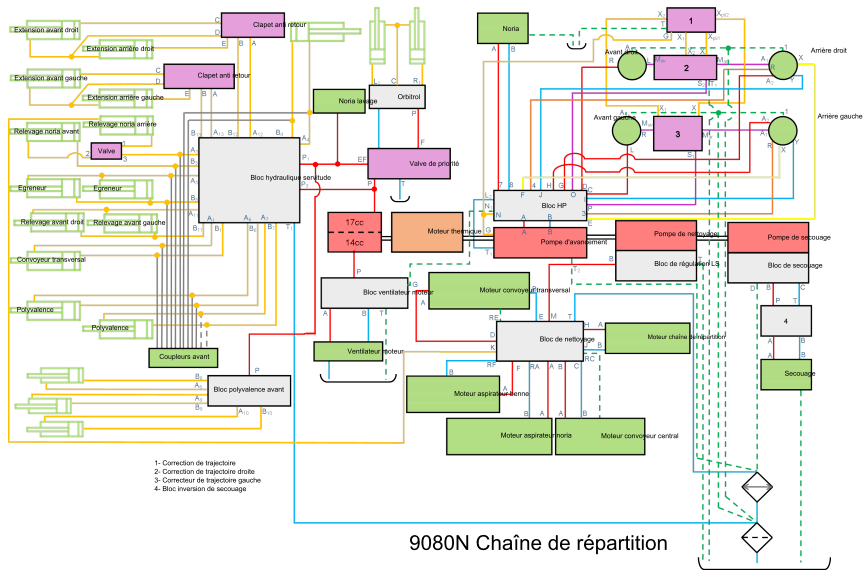 Extension avant droit
Extension arrière droit
Clapet anti retour
Extension avant gauche
Extension arrière gauche
Clapet anti retour
Relevage noria avant
Relevage noria arrière
Valve
Egreneur
Egreneur
Relevage avant droit
Relevage avant gauche
Convoyeur transversal
Polyvalence
Polyvalence
Coupleurs avant
Bloc polyvalence avant
Bloc hydraulique servitude
Noria lavage
Orbitrol
Valve de priorité
17cc
14cc
Moteur thermique
Bloc ventilateur moteur
Ventilateur moteur
Noria
Bloc HP
Pompe d'avancement
Avant droit
Arrière droit
Avant gauche
Arrière gauche
1
2
3
Pompe de nettoyage
Bloc de régulation LS
Pompe de secouage
Bloc de secouage
4
Secouage
Moteur convoyeur transversal
Bloc de nettoyage
Moteur chaîne de répartition
Moteur aspirateur benne
Moteur aspirateur noria
Moteur convoyeur central
1- Correction de trajectoire
2- Correction de trajectoire droite
3- Correcteur de trajectoire gauche
4- Bloc inversion de secouage
9080N Chaîne de répartition